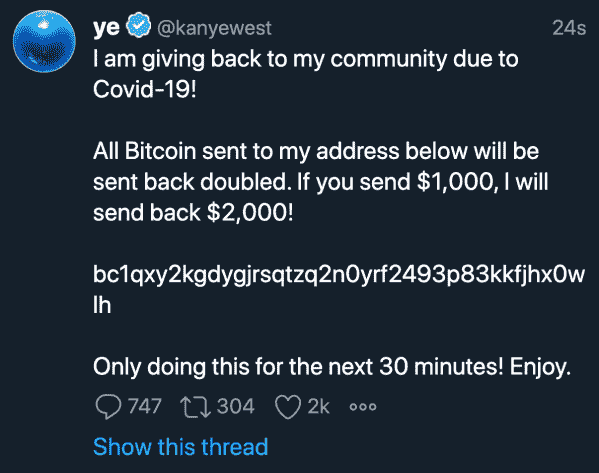 ye @kanyewest 24s
I am giving back to my community due to
Covid-19!
All Bitcoin sent to my address below will be
sent back doubled. If you send $1,000, I will
send back $2,000!
bc1qxy2kgdygjrsqtzq2n0yrf2493p83kkfjhx0w
lh
Only doing this for the next 30 minutes! Enjoy.
747 304 2k
Show this thread